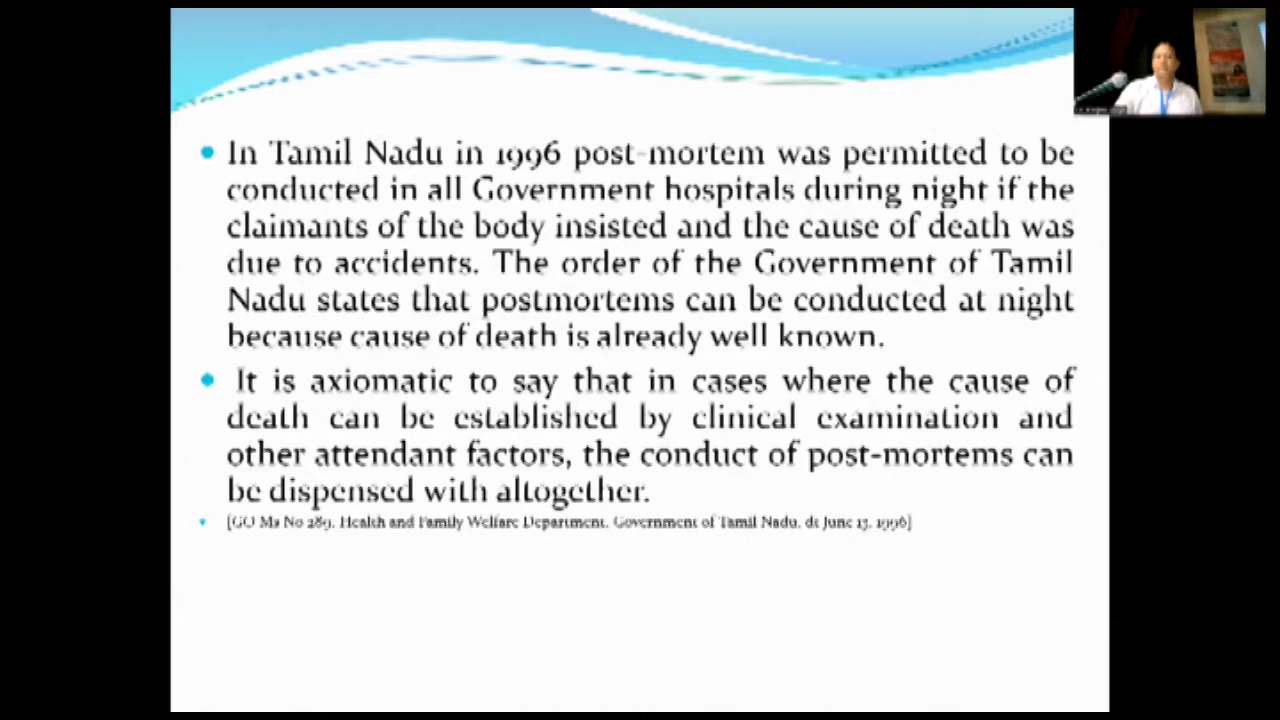 In Tamil Nadu in 1996 post-mortem was permitted to be
conducted in all Government hospitals during night if the
claimants of the body insisted and the cause of death was
due to accidents. The order of the Government of Tamil
Nadu states that postmortems can be conducted at night
because cause of death is already well known.
It is axiomatic to say that in cases where the cause of
death can be established by clinical examination and
other attendant factors, the conduct of post-mortems can
be dispensed with altogether.
[GO Ms No 289, Health and Family Welfare Department, Government of Tamil Nadu, dt June 13, 1996]